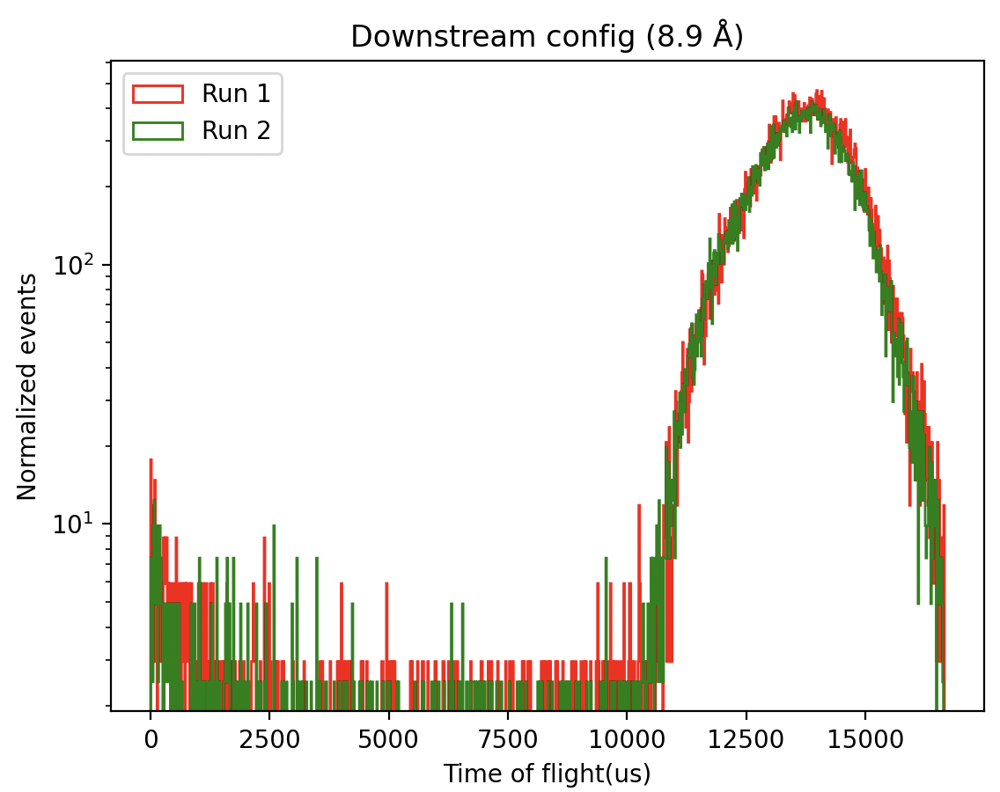 Downstream config (8.9 Å)
Run 1
Run 2
Normalized events
10²
10¹
0 2500 5000 7500 10000 12500 15000
Time of flight(us)